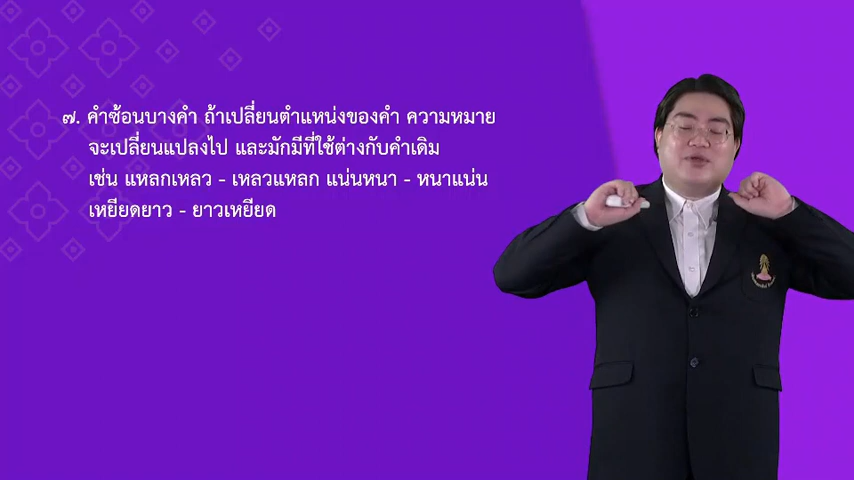 ๗. คำซ้อนบางคำ ถ้าเปลี่ยนตำแหน่งของคำ ความหมาย
จะเปลี่ยนแปลงไป และมักมีที่ใช้ต่างกับคำเดิม
เช่น แหลกเหลว - เหลวแหลก แน่นหนา - หนาแน่น
เหยียดยาว - ยาวเหยียด